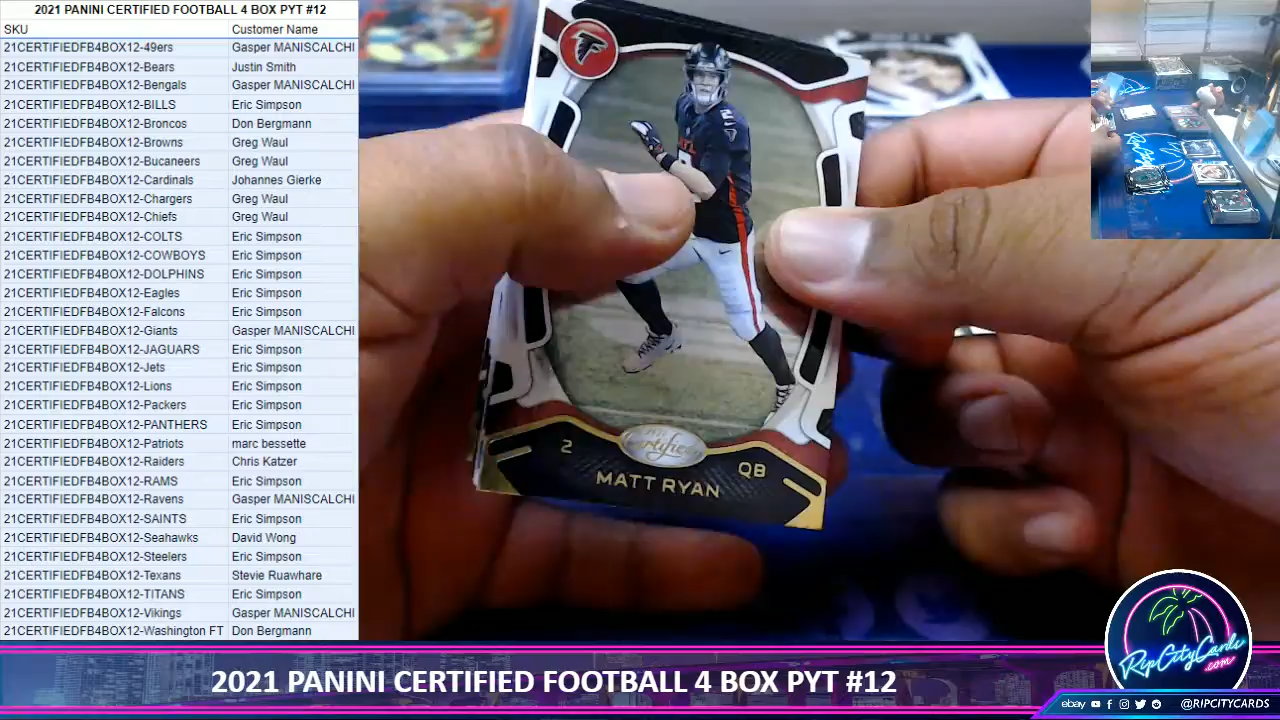 2021 PANINI CERTIFIED FOOTBALL 4 BOX PYT #12
SKU Customer Name
21CERTIFIEDFB4BOX12-49ers Gasper MANISCALCHI
21CERTIFIEDFB4BOX12-Bears Justin Smith
21CERTIFIEDFB4BOX12-Bengals Gasper MANISCALCHI
21CERTIFIEDFB4BOX12-BILLS Eric Simpson
21CERTIFIEDFB4BOX12-Broncos Don Bergmann
21CERTIFIEDFB4BOX12-Browns Greg Waul
21CERTIFIEDFB4BOX12-Bucaneers Greg Waul
21CERTIFIEDFB4BOX12-Cardinals Johannes Gierke
21CERTIFIEDFB4BOX12-Chargers Greg Waul
21CERTIFIEDFB4BOX12-Chiefs Greg Waul
21CERTIFIEDFB4BOX12-COLTS Eric Simpson
21CERTIFIEDFB4BOX12-COWBOYS Eric Simpson
21CERTIFIEDFB4BOX12-DOLPHINS Eric Simpson
21CERTIFIEDFB4BOX12-Eagles Eric Simpson
21CERTIFIEDFB4BOX12-Falcons Eric Simpson
21CERTIFIEDFB4BOX12-Giants Gasper MANISCALCHI
21CERTIFIEDFB4BOX12-JAGUARS Eric Simpson
21CERTIFIEDFB4BOX12-Jets Eric Simpson
21CERTIFIEDFB4BOX12-Lions Eric Simpson
21CERTIFIEDFB4BOX12-Packers Eric Simpson
21CERTIFIEDFB4BOX12-PANTHERS Eric Simpson
21CERTIFIEDFB4BOX12-Patriots marc bessette
21CERTIFIEDFB4BOX12-Raiders Chris Katzer
21CERTIFIEDFB4BOX12-RAMS Eric Simpson
21CERTIFIEDFB4BOX12-Ravens Gasper MANISCALCHI
21CERTIFIEDFB4BOX12-SAINTS Eric Simpson
21CERTIFIEDFB4BOX12-Seahawks David Wong
21CERTIFIEDFB4BOX12-Steelers Eric Simpson
21CERTIFIEDFB4BOX12-Texans Stevie Ruawhare
21CERTIFIEDFB4BOX12-TITANS Eric Simpson
21CERTIFIEDFB4BOX12-Vikings Gasper MANISCALCHI
21CERTIFIEDFB4BOX12-Washington FT Don Bergmann
2 Certified QB
MATT RYAN
RipCityCards
.com
2021 PANINI CERTIFIED FOOTBALL 4 BOX PYT #12
ebay @RIPCITYCARDS